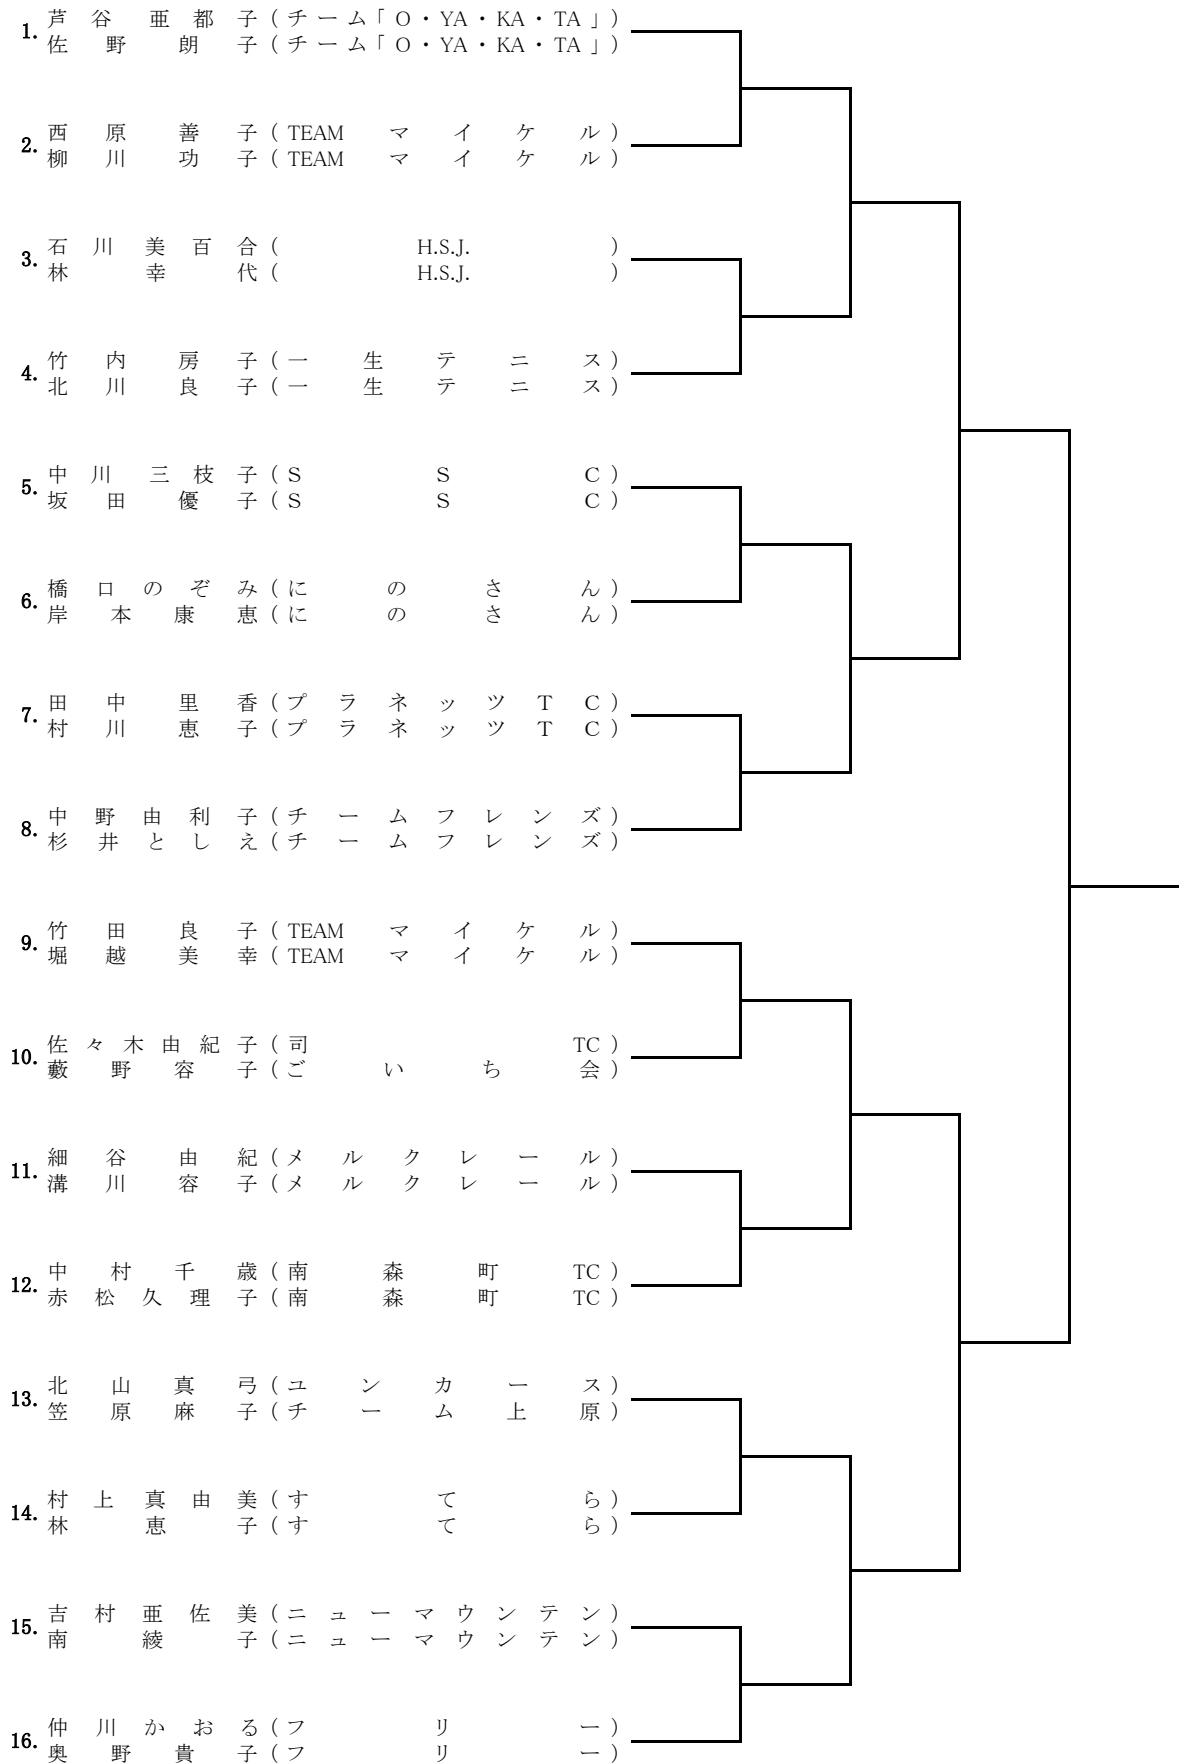 1. 芦谷亜都子(チーム「O・YA・KA・TA」)
佐野朗子(チーム「O・YA・KA・TA」)
2. 西原善子(TEAMマイケル)
柳川功子(TEAMマイケル)
3. 石川美百合(H.S.J.)
林幸代(H.S.J.)
4. 竹内房子(一生テニス)
北川良子(一生テニス)
5. 中川三枝子(SSC)
坂田優子(SSC)
6. 橋口のぞみ(にのさん)
岸本康恵(にのさん)
7. 田中里香(プラネッツTC)
村川恵子(プラネッツTC)
8. 中野由利子(チームフレンズ)
杉井としえ(チームフレンズ)
9. 竹田良子(TEAMマイケル)
堀越美幸(TEAMマイケル)
10. 佐々木由紀子(司TC)
藪野容子(ごいち会)
11. 細谷由紀(メルクレール)
溝川容子(メルクレール)
12. 中村千歳(南森町TC)
赤松久理子(南森町TC)
13. 北山真弓(ユンカース)
笠原麻子(チーム上原)
14. 村上真由美(すてら)
林恵子(すてら)
15. 吉村亜佐美(ニューマウンテン)
南綾子(ニューマウンテン)
16. 仲川かおる(フリー)
奥野貴子(フリー)